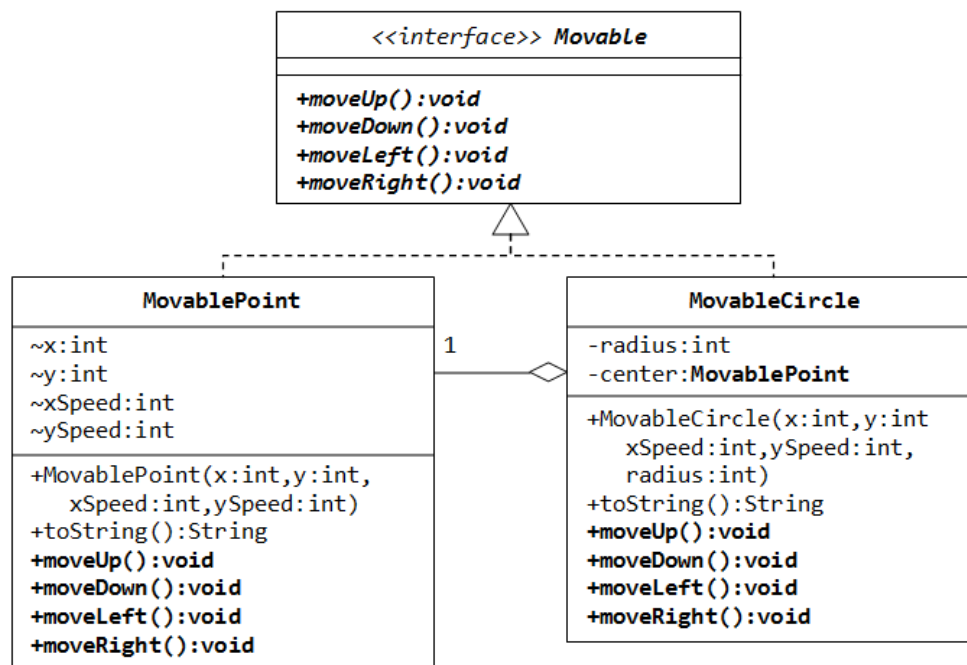 <<interface>> Movable
+moveUp():void
+moveDown():void
+moveLeft():void
+moveRight():void
MovablePoint
~x:int
~y:int
~xSpeed:int
~ySpeed:int
+MovablePoint(x:int,y:int,
xSpeed:int,ySpeed:int)
+toString():String
+moveUp():void
+moveDown():void
+moveLeft():void
+moveRight():void
1
MovableCircle
-radius:int
-center:MovablePoint
+MovableCircle(x:int,y:int
xSpeed:int,ySpeed:int,
radius:int)
+toString():String
+moveUp():void
+moveDown():void
+moveLeft():void
+moveRight():void